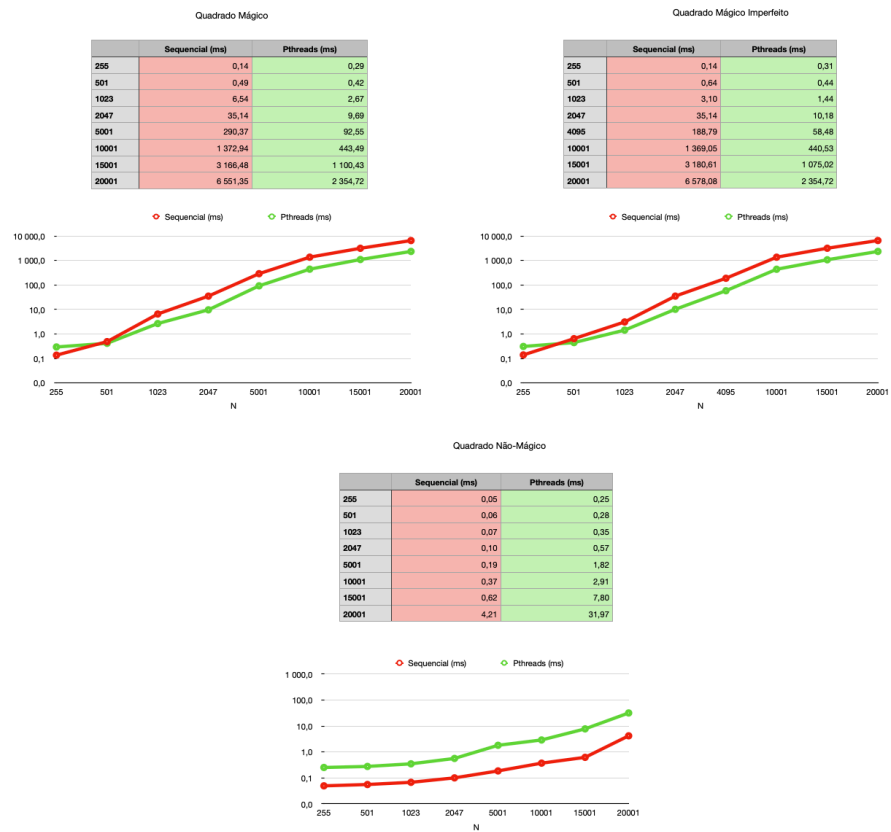 Quadrado Mágico
Sequencial (ms) Pthreads (ms)
255 0,14 0,29
501 0,49 0,42
1023 6,54 2,67
2047 35,14 9,69
5001 290,37 92,55
10001 1 372,94 443,49
15001 3 166,48 1 100,43
20001 6 551,35 2 354,72
Sequencial (ms) Pthreads (ms)
10 000,0
1 000,0
100,0
10,0
1,0
0,1
0,0
255 501 1023 2047 5001 10001 15001 20001
N
Quadrado Mágico Imperfeito
Sequencial (ms) Pthreads (ms)
255 0,14 0,31
501 0,64 0,44
1023 3,10 1,44
2047 35,14 10,18
4095 188,79 58,48
10001 1 369,05 440,53
15001 3 180,61 1 075,02
20001 6 578,08 2 354,72
Sequencial (ms) Pthreads (ms)
10 000,0
1 000,0
100,0
10,0
1,0
0,1
0,0
255 501 1023 2047 4095 10001 15001 20001
N
Quadrado Não-Mágico
Sequencial (ms) Pthreads (ms)
255 0,05 0,25
501 0,06 0,28
1023 0,07 0,35
2047 0,10 0,57
5001 0,19 1,82
10001 0,37 2,91
15001 0,62 7,80
20001 4,21 31,97
Sequencial (ms) Pthreads (ms)
1 000,0
100,0
10,0
1,0
0,1
0,0
255 501 1023 2047 5001 10001 15001 20001
N